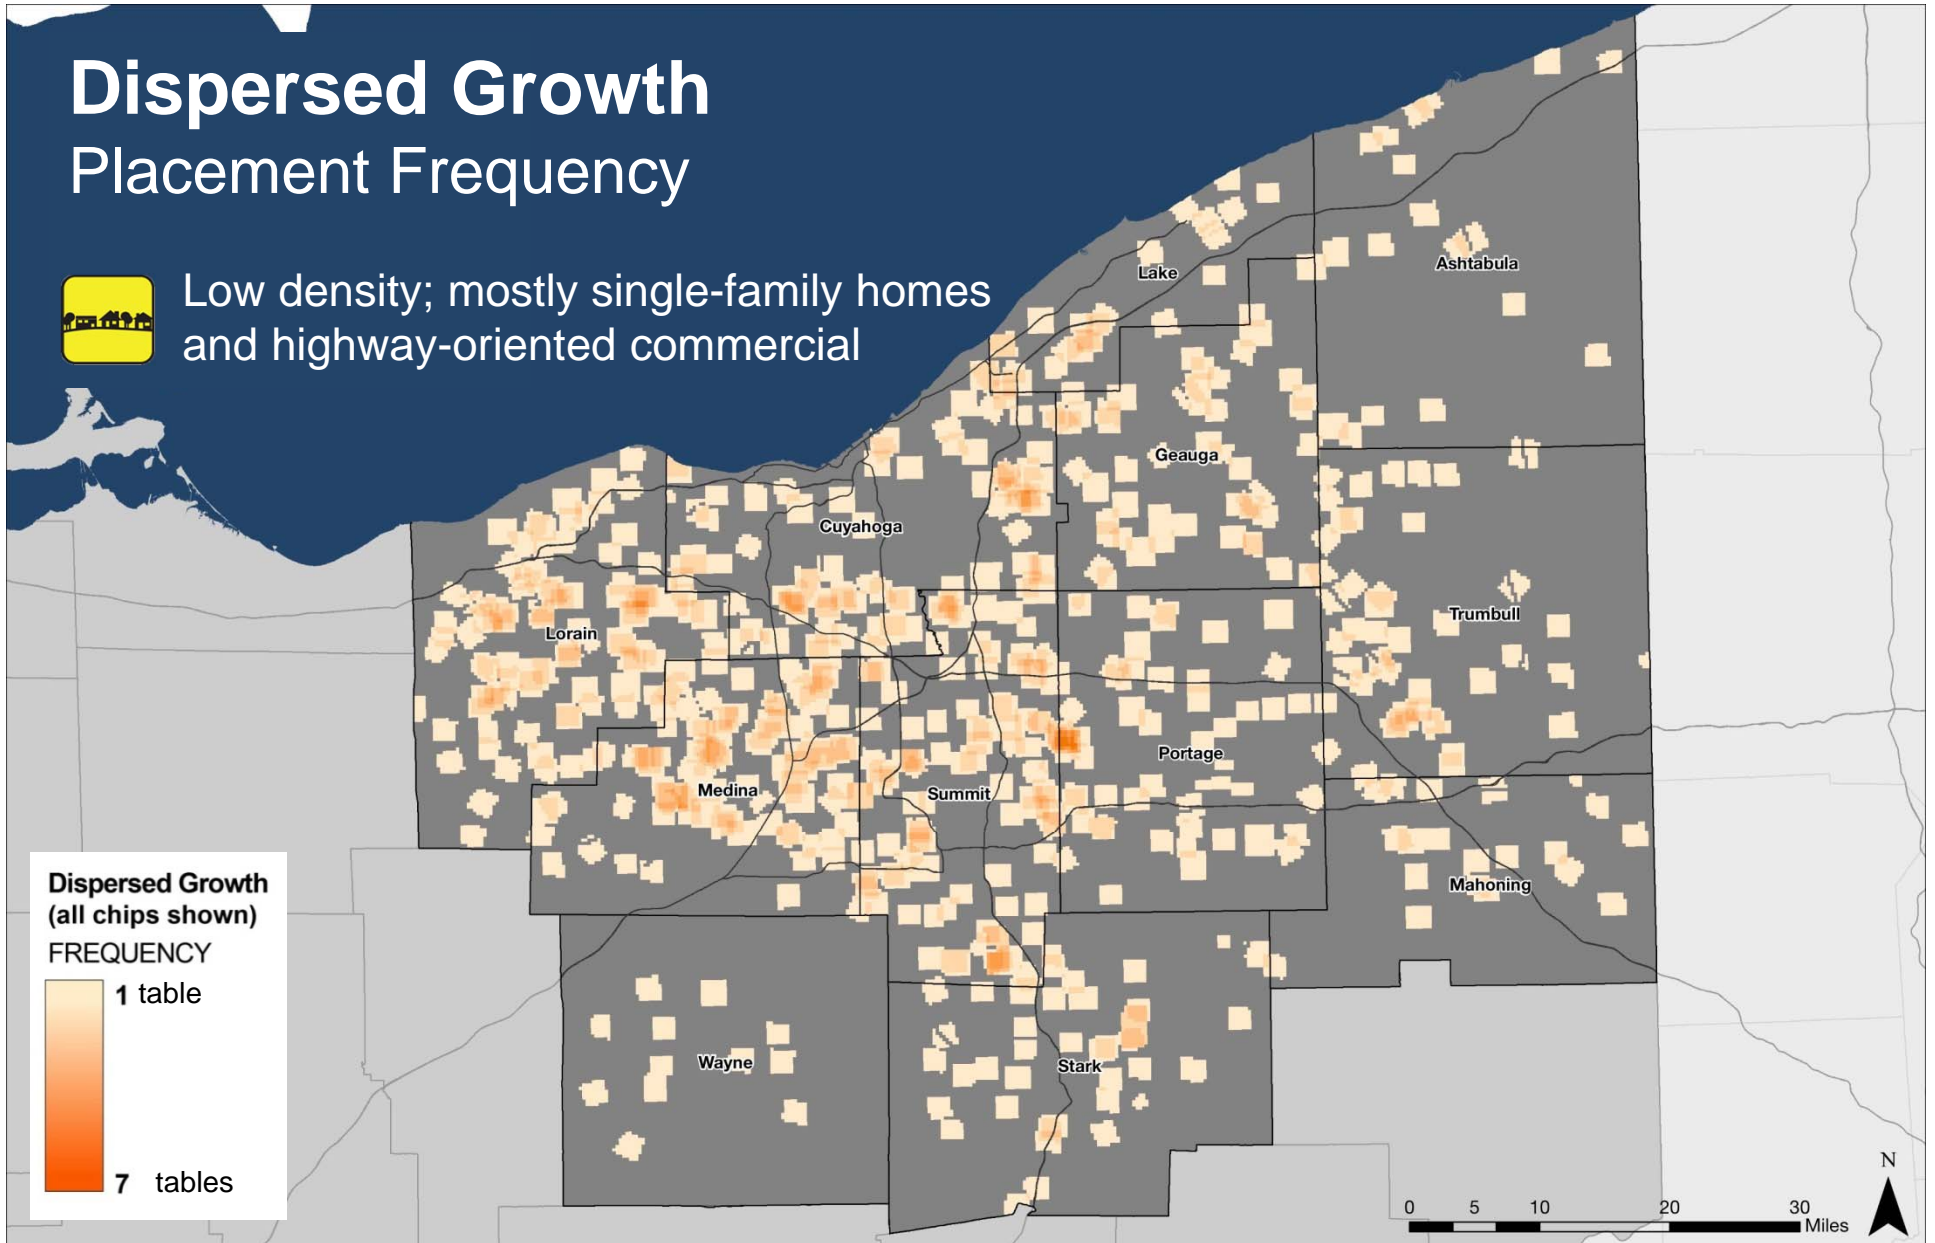 Dispersed Growth
Placement Frequency
Low density; mostly single-family homes
and highway-oriented commercial
Lake
Ashtabula
Geauga
Cuyahoga
Trumbull
Lorain
Portage
Medina
Summit
Mahoning
Wayne
Stark
Dispersed Growth
(all chips shown)
FREQUENCY
1 table
7 tables
N
0 5 10 20 30
Miles